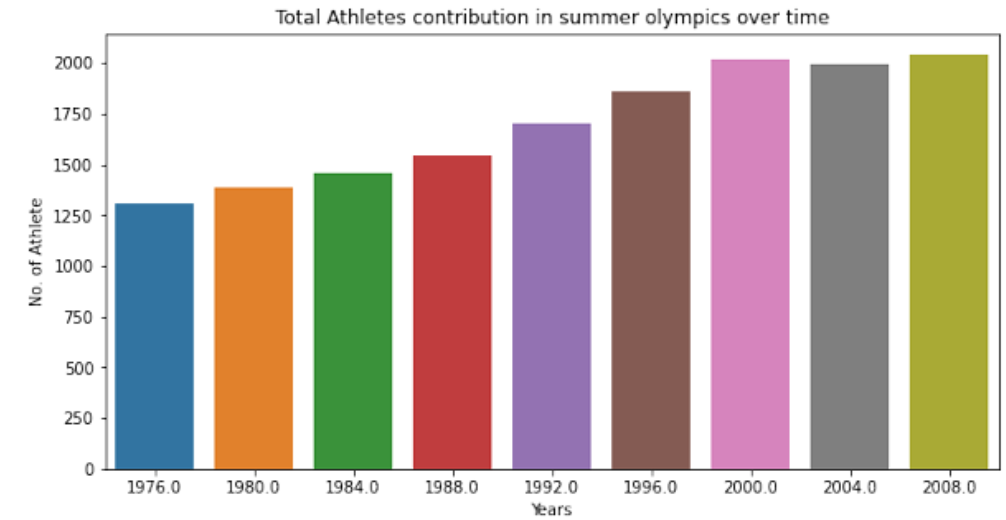 Total Athletes contribution in summer olympics over time
No. of Athlete
2000
1750
1500
1250
1000
750
500
250
0
1976.0 1980.0 1984.0 1988.0 1992.0 1996.0 2000.0 2004.0 2008.0
Years